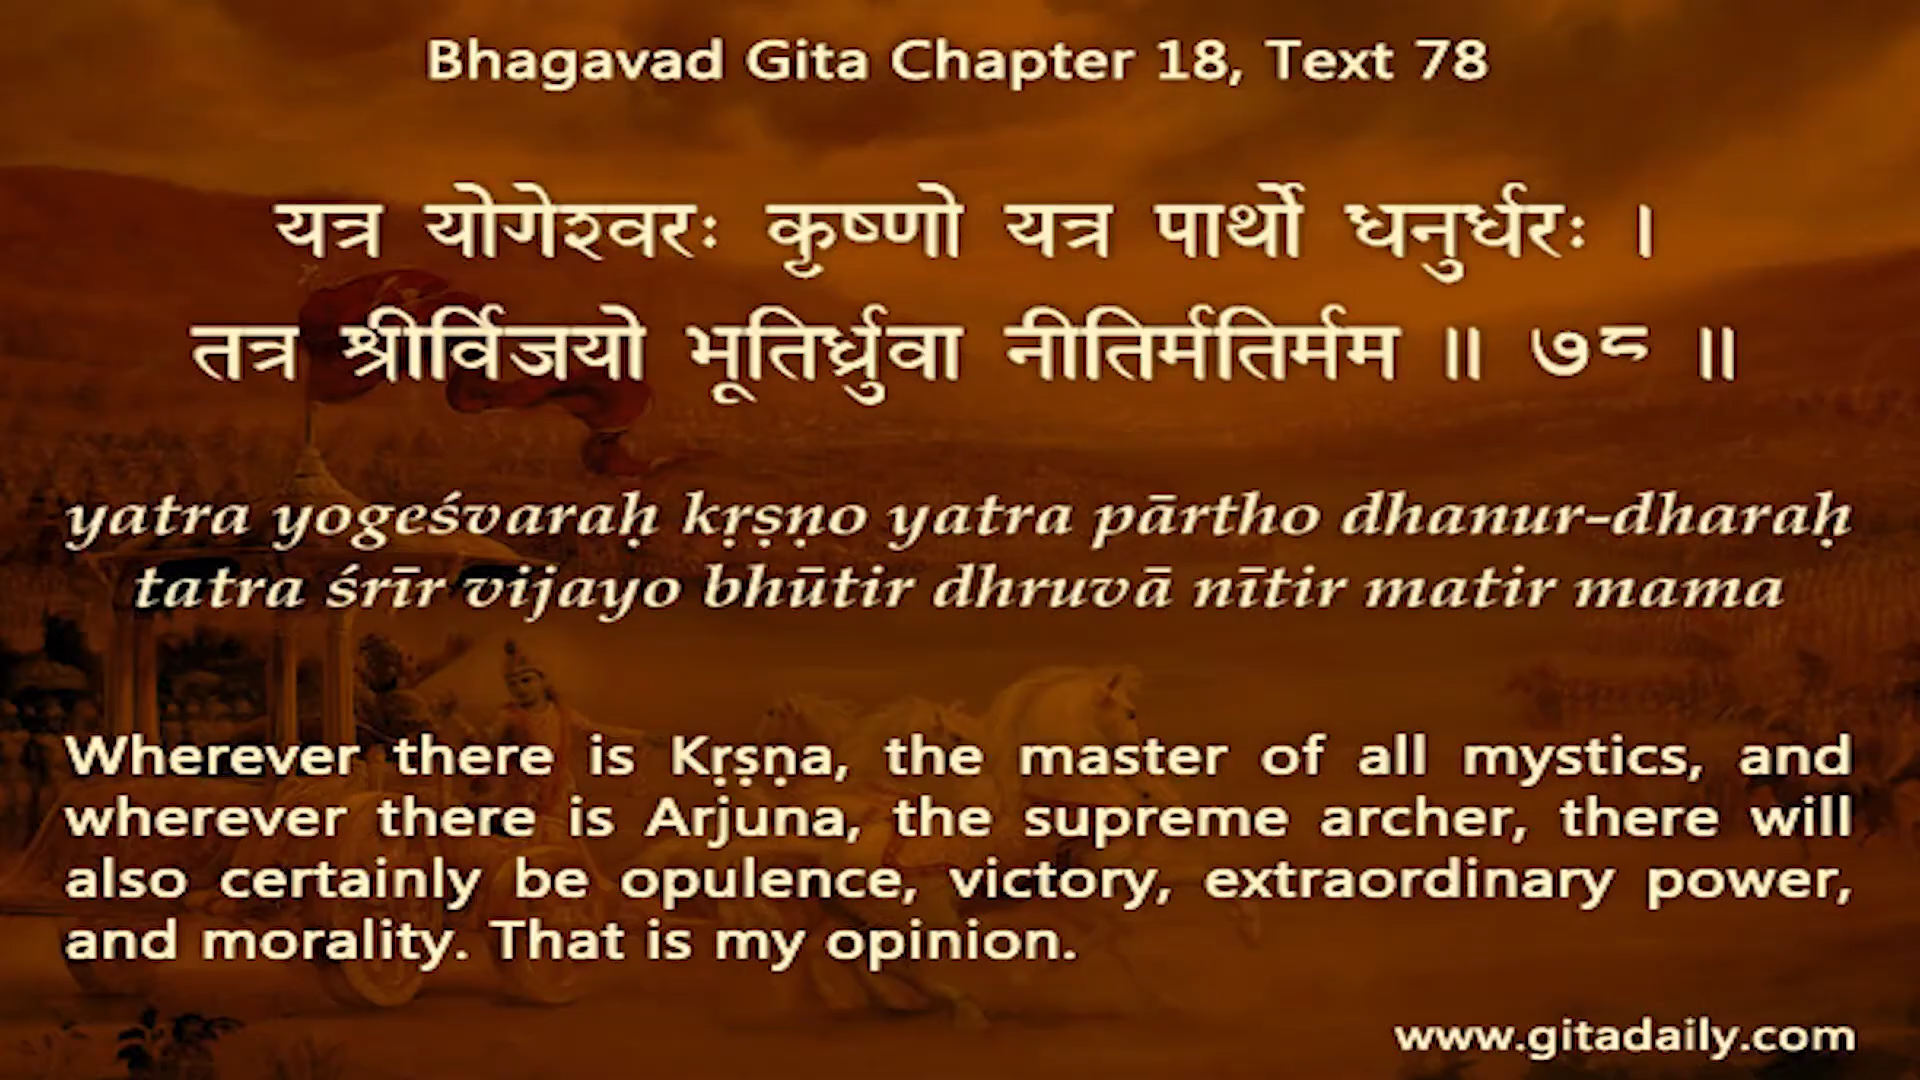 Bhagavad Gita Chapter 18, Text 78
यत्र योगेश्वरः कृष्णो यत्र पार्थो धनुर्धरः ।
तत्र श्रीर्विजयो भूतिर्ध्रुवा नीतिर्मतिर्मम ॥ ७८ ॥
yatra yogeśvaraḥ kṛṣṇo yatra pārtho dhanur-dharaḥ
tatra śrīr vijayo bhūtir dhruvā nītir matir mama
Wherever there is Kṛṣṇa, the master of all mystics, and
wherever there is Arjuna, the supreme archer, there will
also certainly be opulence, victory, extraordinary power,
and morality. That is my opinion.
www.gitadaily.com